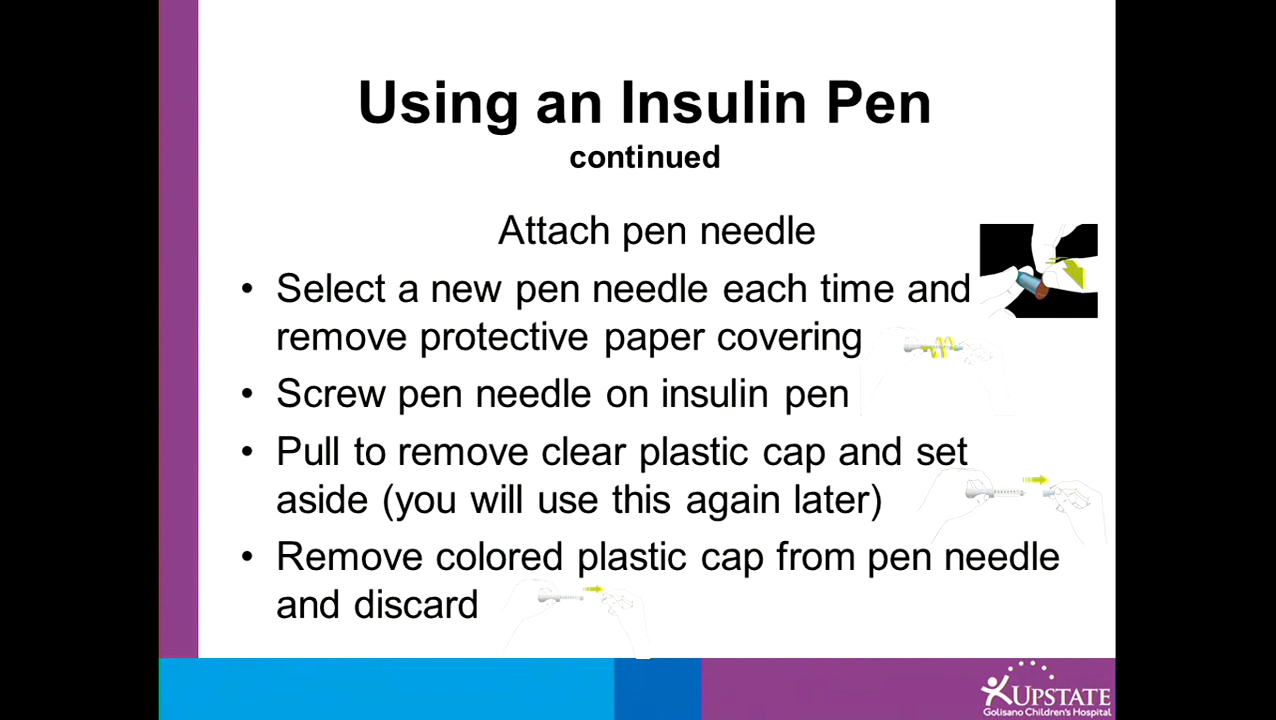 Using an Insulin Pen
continued
Attach pen needle
• Select a new pen needle each time and
remove protective paper covering
• Screw pen needle on insulin pen
• Pull to remove clear plastic cap and set
aside (you will use this again later)
• Remove colored plastic cap from pen needle
and discard
UPSTATE
Golisano Children's Hospital